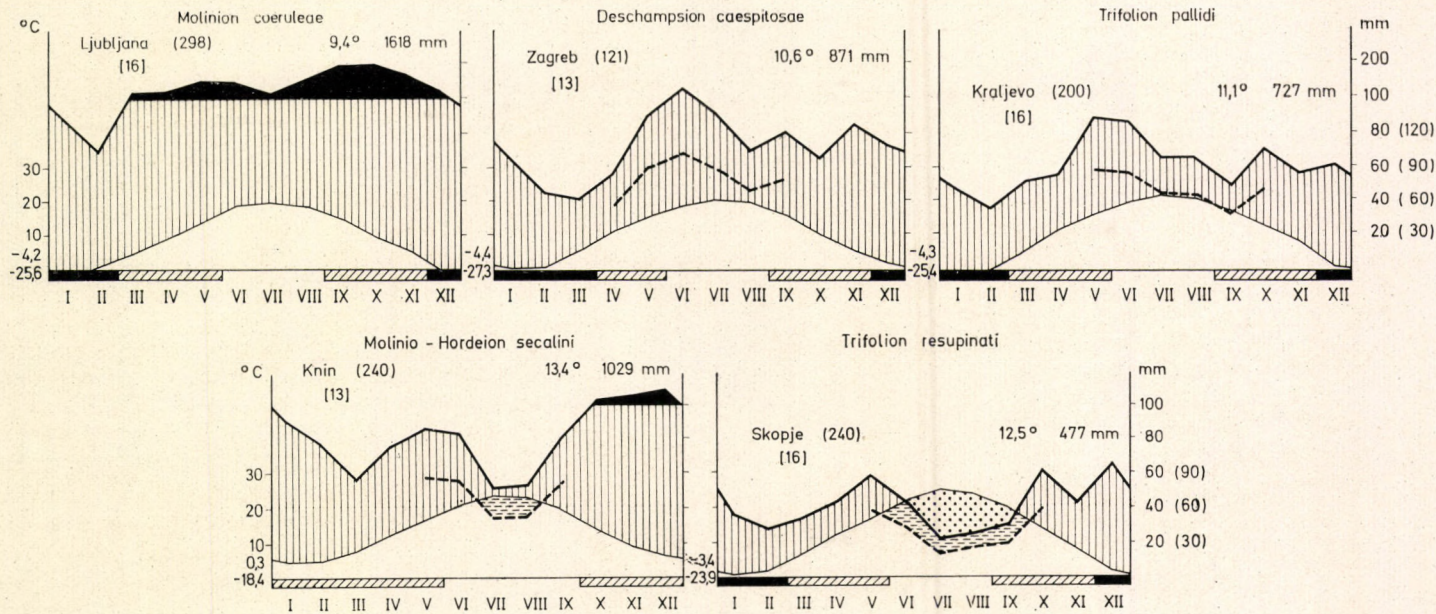 Molinion coeruleae
°C
Ljubljana (298) 9,4° 1618 mm
[16]
30
20
10
-4,2
-25,6
I II III IV V VI VII VIII IX X XI XII
Deschampsion caespitosae
Zagreb (121) 10,6° 871 mm
[13]
-4,4
-27,3
I II III IV V VI VII VIII IX X XI XII
Trifolion pallidi
mm
Kraljevo (200) 11,1° 727 mm
[16]
200
100
80 (120)
60 (90)
40 (60)
20 (30)
-4,3
-25,4
I II III IV V VI VII VIII IX X XI XII
Molinio - Hordeion secalini
°C
Knin (240) 13,4° 1029 mm
[13]
30
20
10
0,3
-18,4
I II III IV V VI VII VIII IX X XI XII
Trifolion resupinati
mm
Skopje (240) 12,5° 477 mm
[16]
100
80
60 (90)
40 (60)
20 (30)
-3,4
-23,9
I II III IV V VI VII VIII IX X XI XII